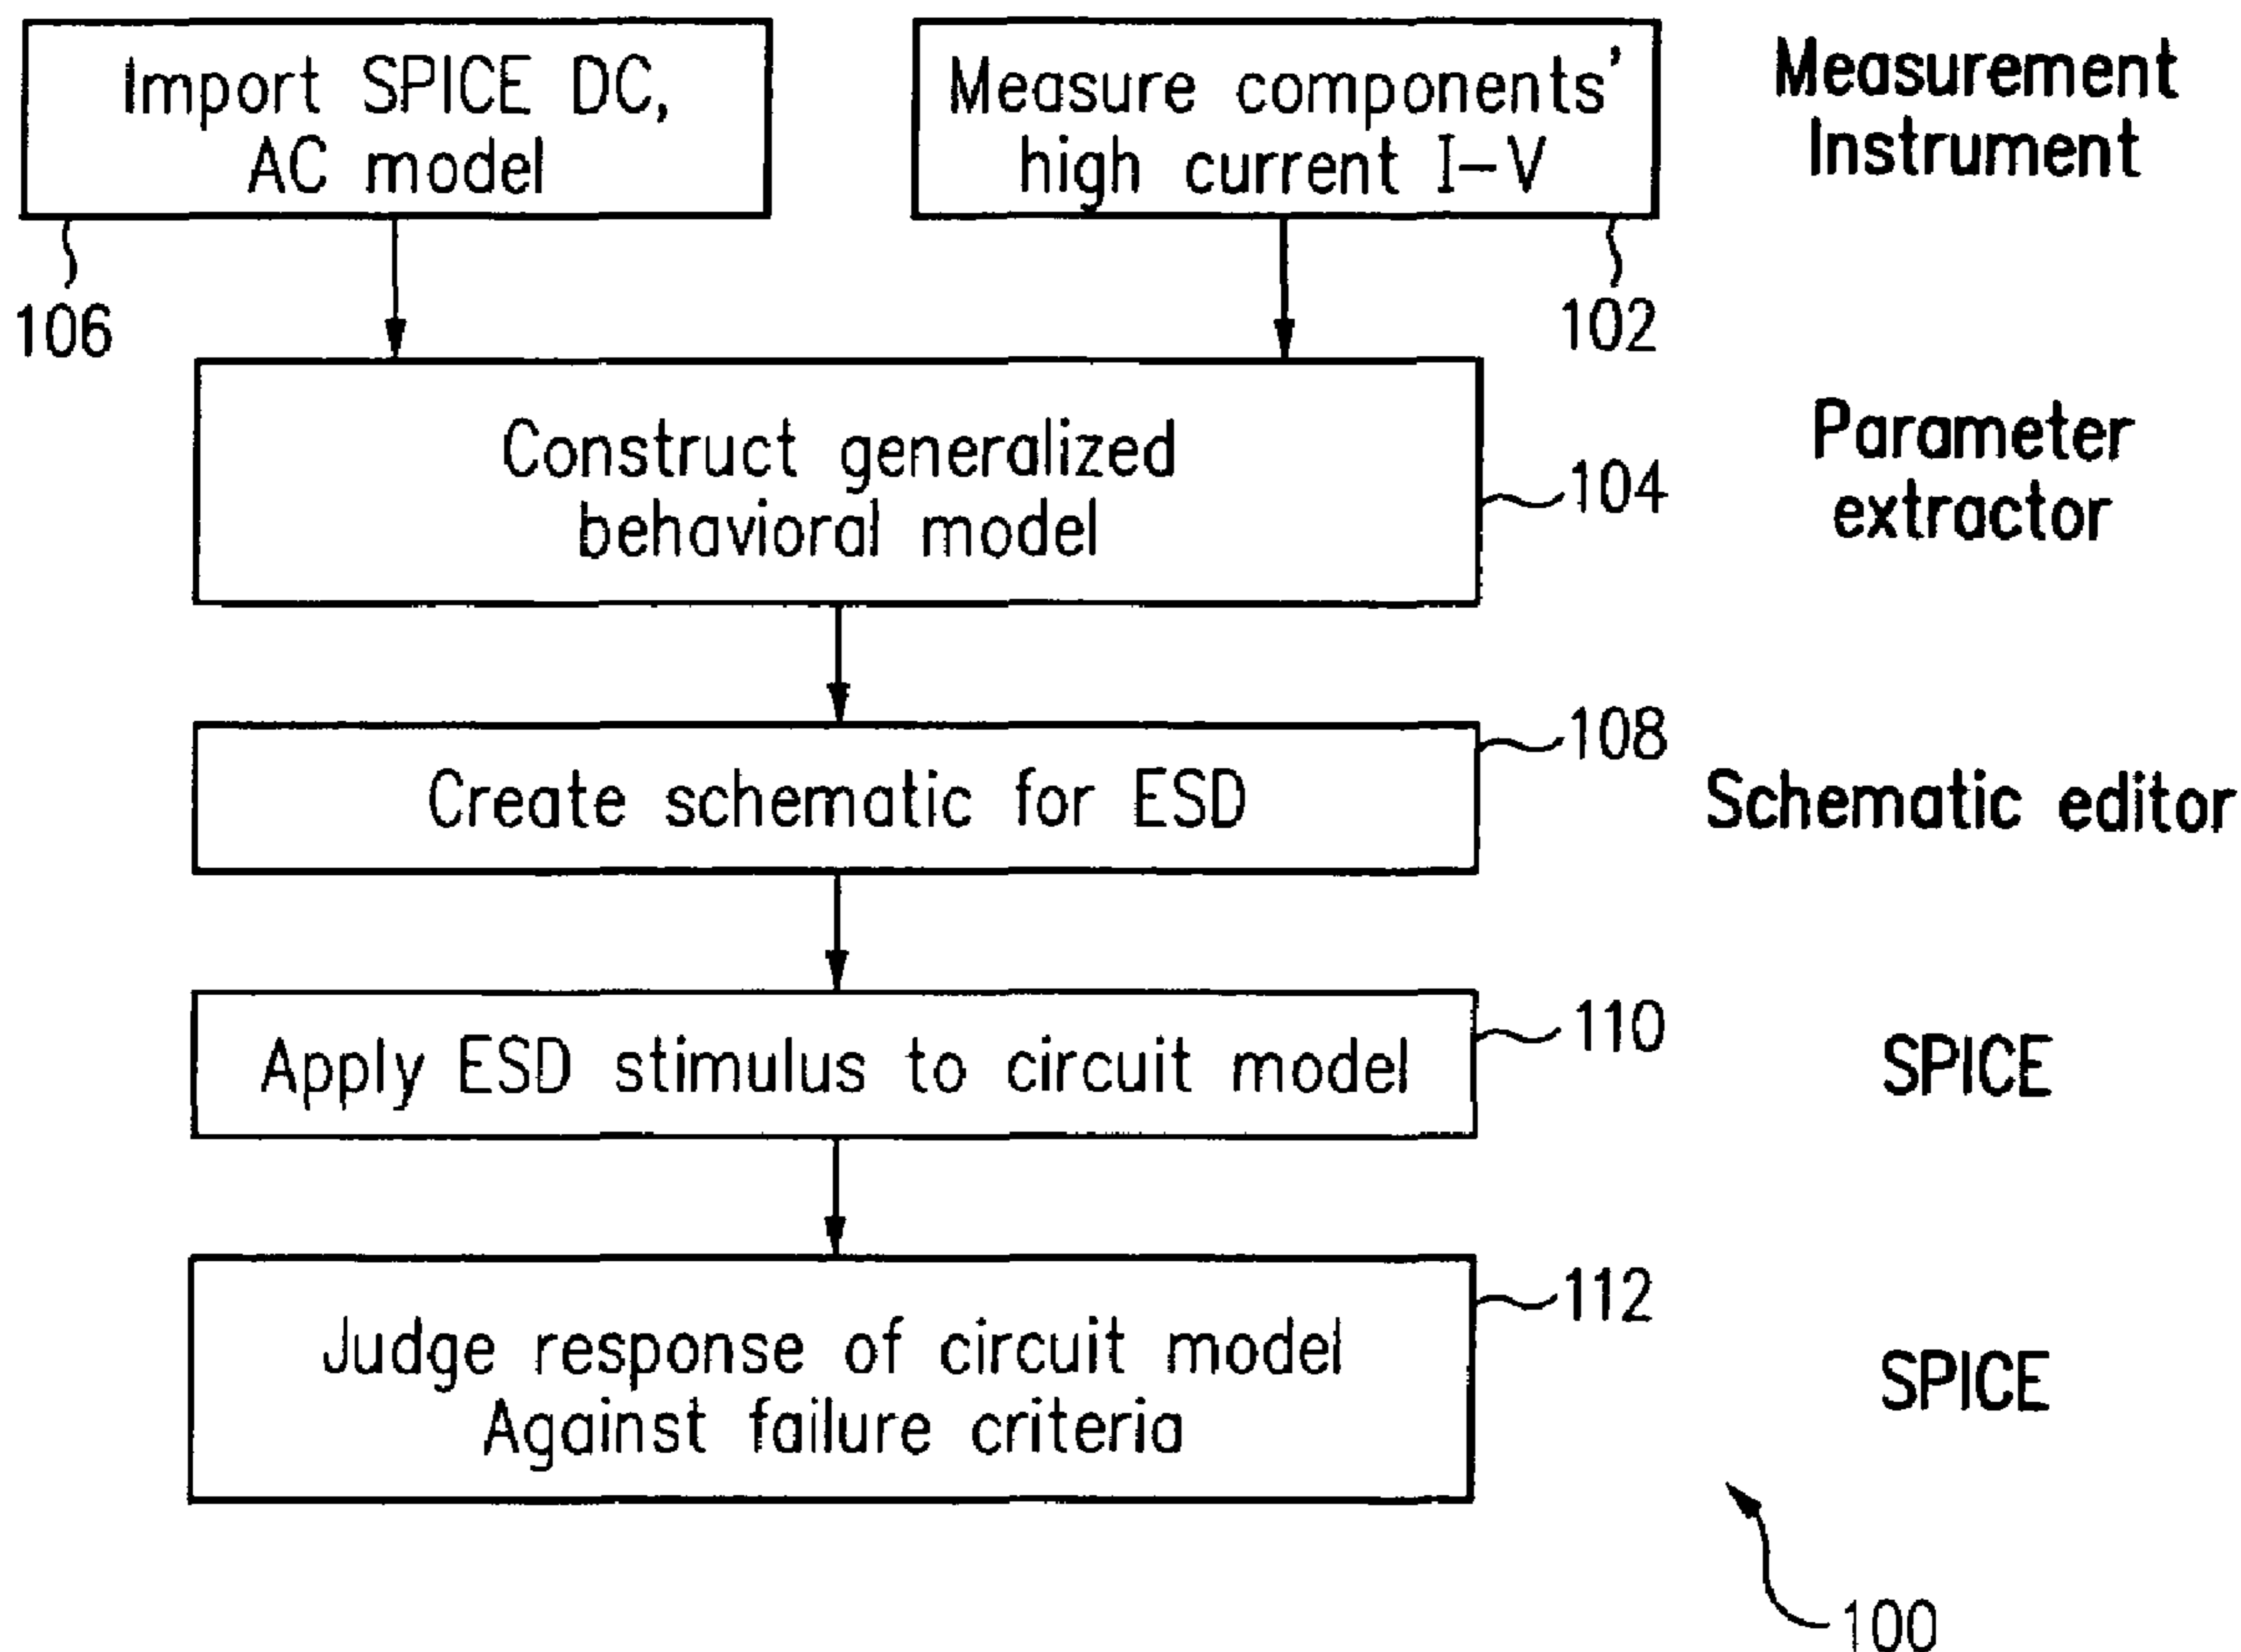 Import SPICE DC,
AC model
Measure components'
high current I-V
Measurement
Instrument
106
102
Construct generalized
behavioral model
104
Parameter
extractor
Create schematic for ESD
108
Schematic editor
Apply ESD stimulus to circuit model
110
SPICE
Judge response of circuit model
Against failure criteria
112
SPICE
100